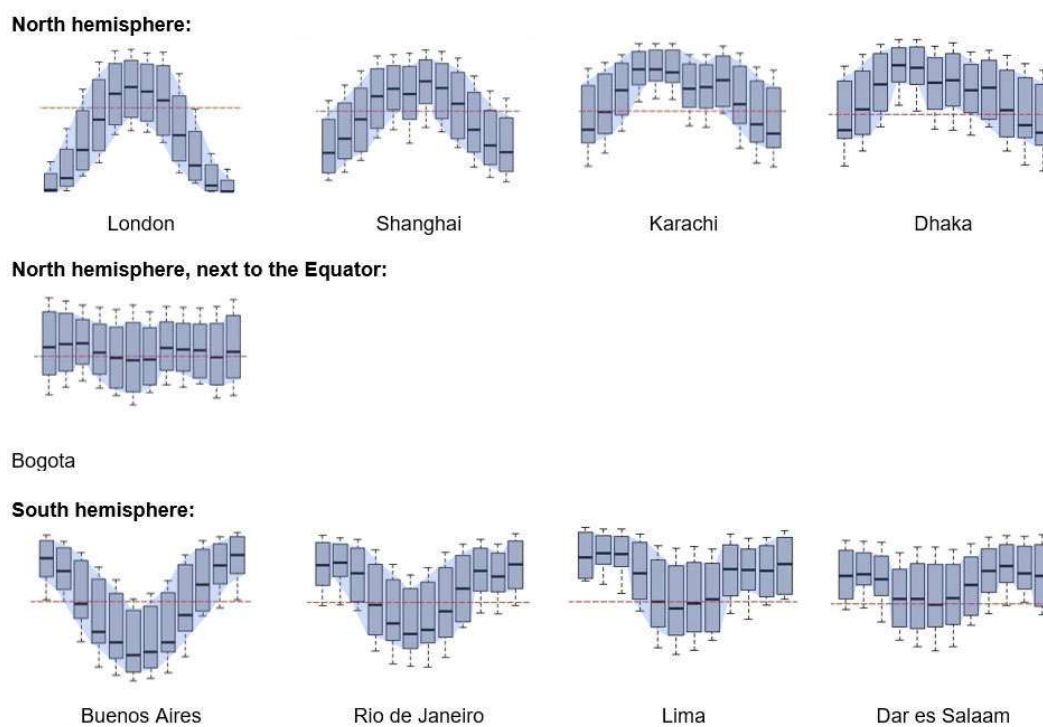 North hemisphere:
London Shanghai Karachi Dhaka
North hemisphere, next to the Equator:
Bogota
South hemisphere:
Buenos Aires Rio de Janeiro Lima Dar es Salaam